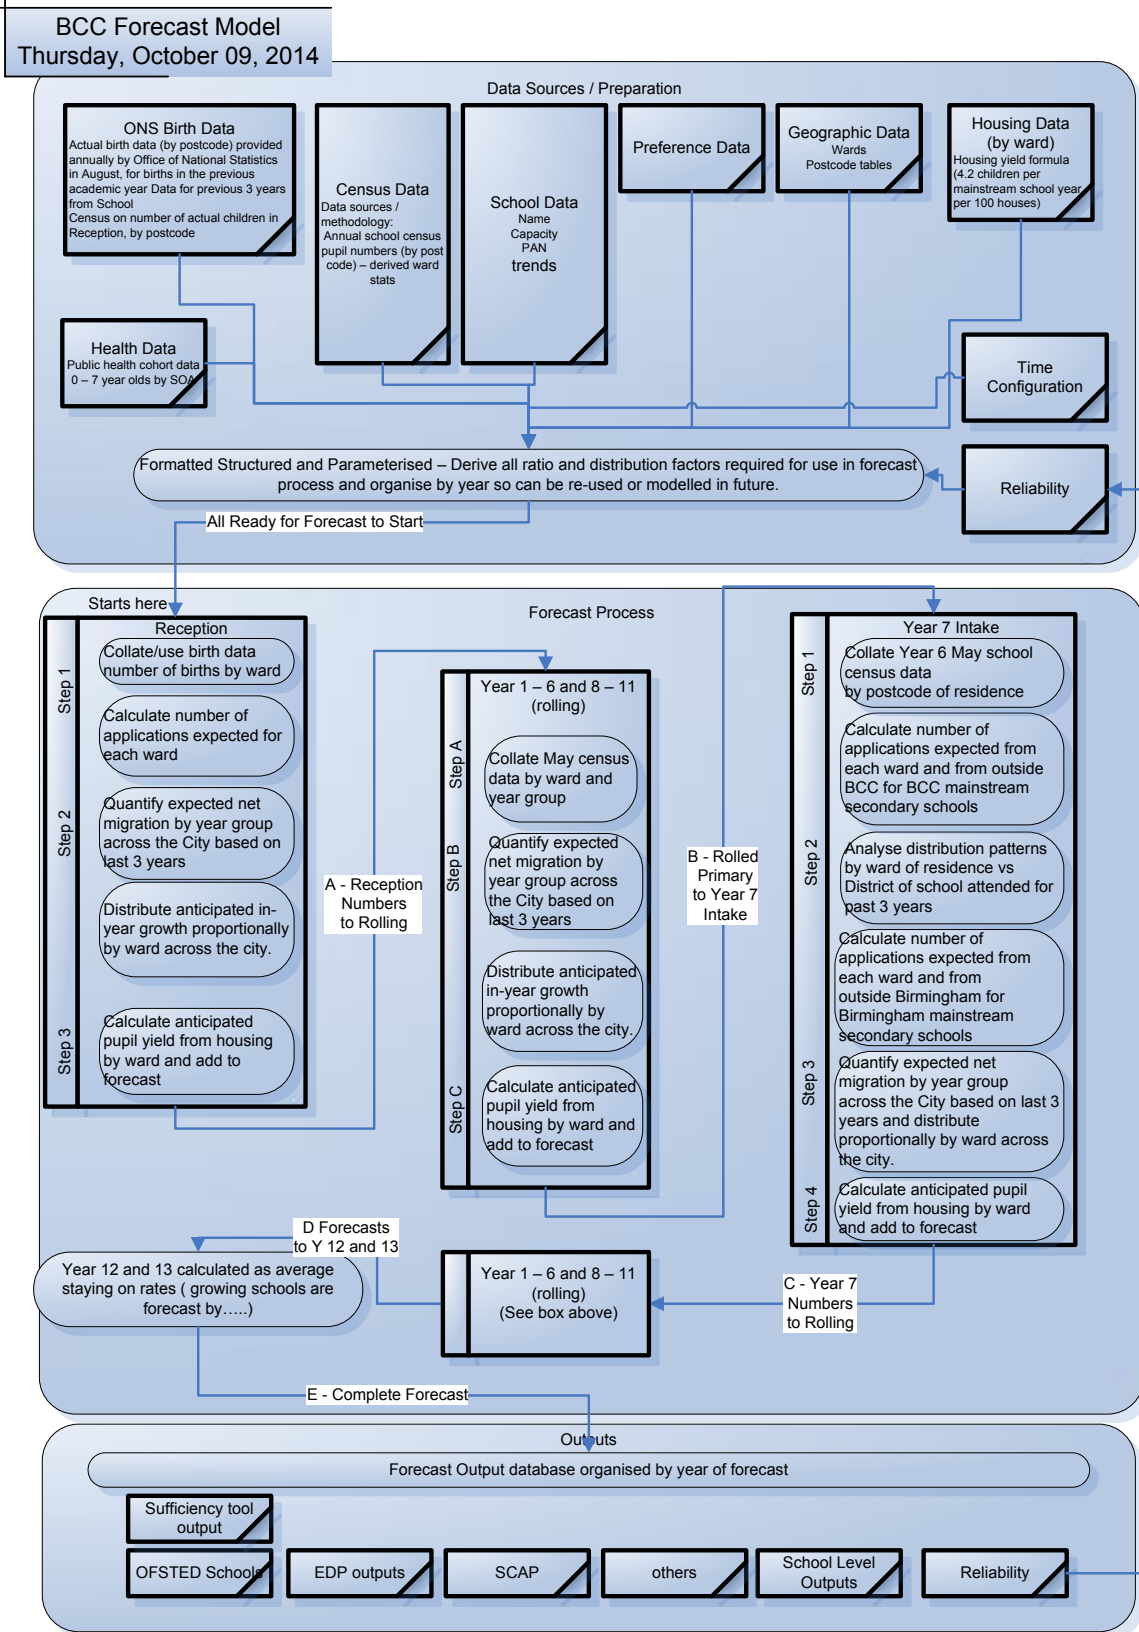 BCC Forecast Model
Thursday, October 09, 2014
Data Sources / Preparation
ONS Birth Data
Actual birth data (by postcode) provided
annually by Office of National Statistics
in August, for births in the previous
academic year Data for previous 3 years
from School
Census on number of actual children in
Reception, by postcode
Census Data
Data sources /
methodology:
Annual school census
pupil numbers (by post
code) – derived ward
stats
School Data
Name
Capacity
PAN
trends
Preference Data
Geographic Data
Wards
Postcode tables
Housing Data
(by ward)
Housing yield formula
(4.2 children per
mainstream school year
per 100 houses)
Health Data
Public health cohort data
0 – 7 year olds by SOA
Time
Configuration
Formatted Structured and Parameterised – Derive all ratio and distribution factors required for use in forecast
process and organise by year so can be re-used or modelled in future.
Reliability
All Ready for Forecast to Start
Starts here
Forecast Process
Reception
Step 1
Collate/use birth data
number of births by ward
Calculate number of
applications expected for
each ward
Step 2
Quantify expected net
migration by year group
across the City based on
last 3 years
Distribute anticipated in-
year growth proportionally
by ward across the city.
Step 3
Calculate anticipated
pupil yield from housing
by ward and add to
forecast
A - Reception
Numbers
to Rolling
Year 1 – 6 and 8 – 11
(rolling)
Step A
Collate May census
data by ward and
year group
Step B
Quantify expected
net migration by
year group across
the City based on
last 3 years
Distribute anticipated
in-year growth
proportionally by
ward across the city.
Step C
Calculate anticipated
pupil yield from
housing by ward and
add to forecast
B - Rolled
Primary
to Year 7
Intake
Year 7 Intake
Step 1
Collate Year 6 May school
census data
by postcode of residence
Calculate number of
applications expected from
each ward and from outside
BCC for BCC mainstream
secondary schools
Step 2
Analyse distribution patterns
by ward of residence vs
District of school attended for
past 3 years
Calculate number of
applications expected from
each ward and from
outside Birmingham for
Birmingham mainstream
secondary schools
Step 3
Quantify expected net
migration by year group
across the City based on last 3
years and distribute
proportionally by ward across
the city.
Step 4
Calculate anticipated pupil
yield from housing by ward
and add to forecast
C - Year 7
Numbers
to Rolling
Year 1 – 6 and 8 – 11
(rolling)
(See box above)
D Forecasts
to Y 12 and 13
Year 12 and 13 calculated as average
staying on rates ( growing schools are
forecast by…..)
E - Complete Forecast
Outputs
Forecast Output database organised by year of forecast
Sufficiency tool
output
OFSTED Schools
EDP outputs
SCAP
others
School Level
Outputs
Reliability